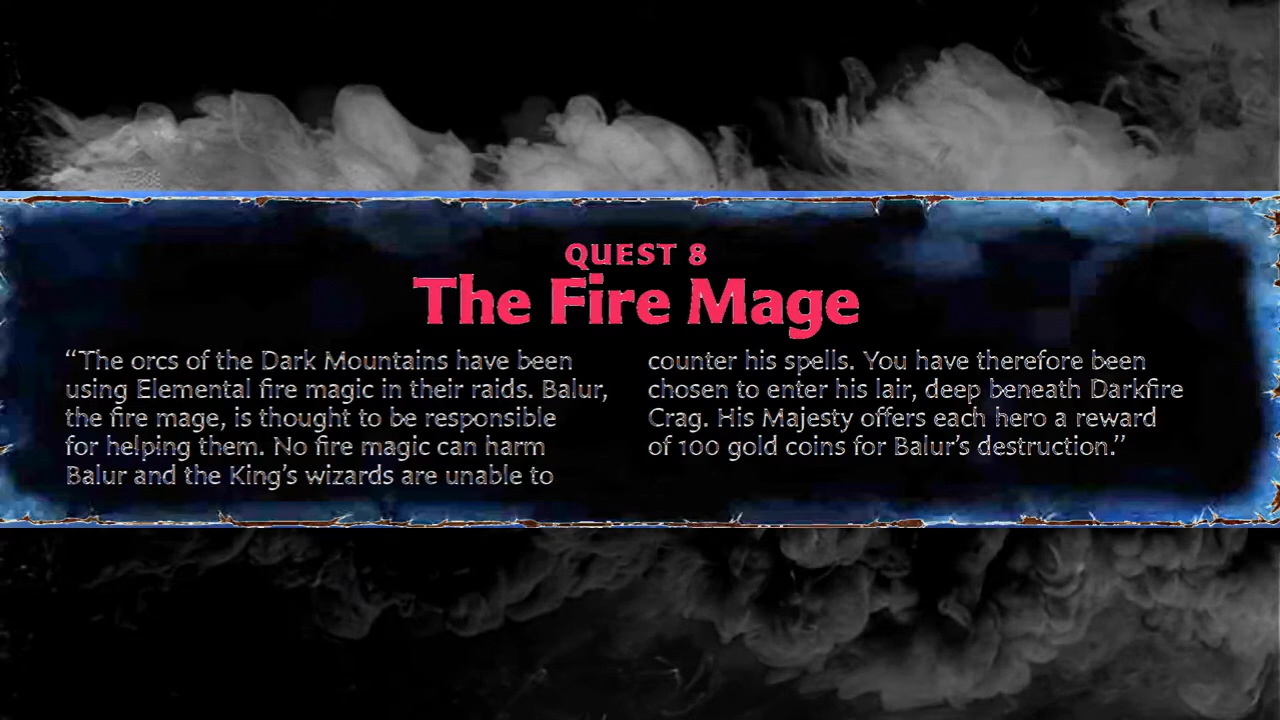 QUEST 8
The Fire Mage
“The orcs of the Dark Mountains have been
using Elemental fire magic in their raids. Balur,
the fire mage, is thought to be responsible
for helping them. No fire magic can harm
Balur and the King’s wizards are unable to
counter his spells. You have therefore been
chosen to enter his lair, deep beneath Darkfire
Crag. His Majesty offers each hero a reward
of 100 gold coins for Balur’s destruction.”